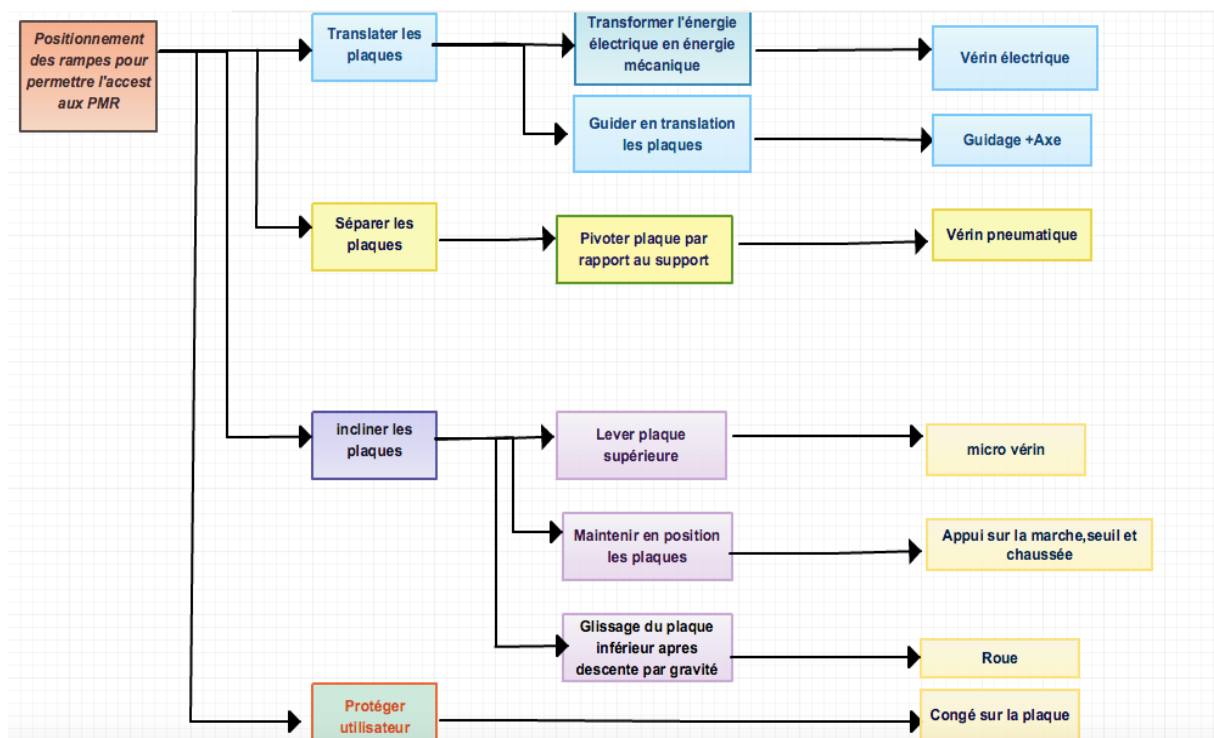 Positionnement
des rampes pour
permettre l'accest
aux PMR
Translater les
plaques
Transformer l'énergie
électrique en énergie
mécanique
Vérin électrique
Guider en translation
les plaques
Guidage +Axe
Séparer les
plaques
Pivoter plaque par
rapport au support
Vérin pneumatique
incliner les
plaques
Lever plaque
supérieure
micro vérin
Maintenir en position
les plaques
Appui sur la marche,seuil et
chaussée
Glissage du plaque
inférieur apres
descente par gravité
Roue
Protéger
utilisateur
Congé sur la plaque